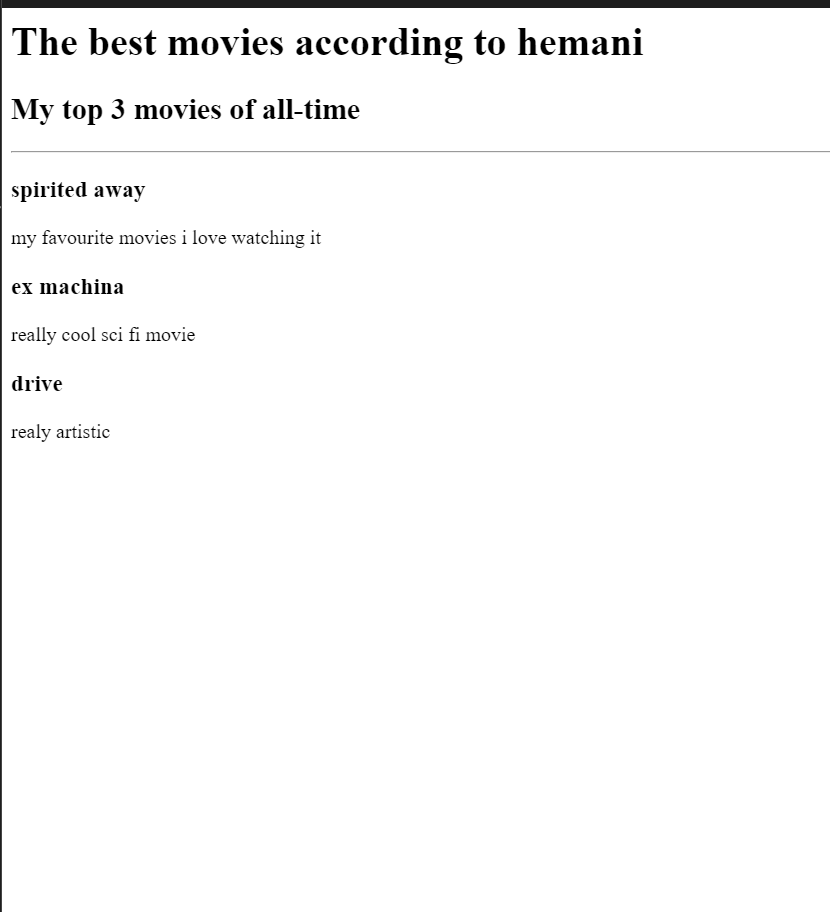 The best movies according to hemani
My top 3 movies of all-time
spirited away
my favourite movies i love watching it
ex machina
really cool sci fi movie
drive
realy artistic